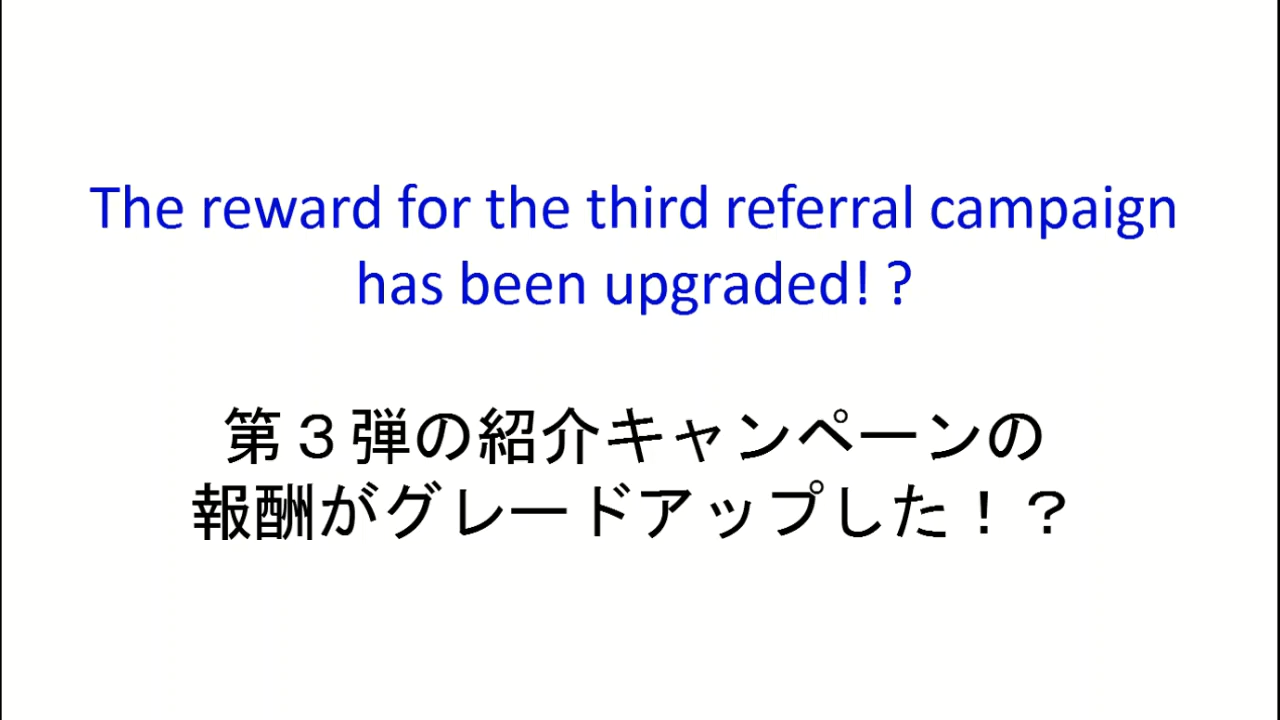 The reward for the third referral campaign
has been upgraded! ?
第３弾の紹介キャンペーンの
報酬がグレードアップした！？